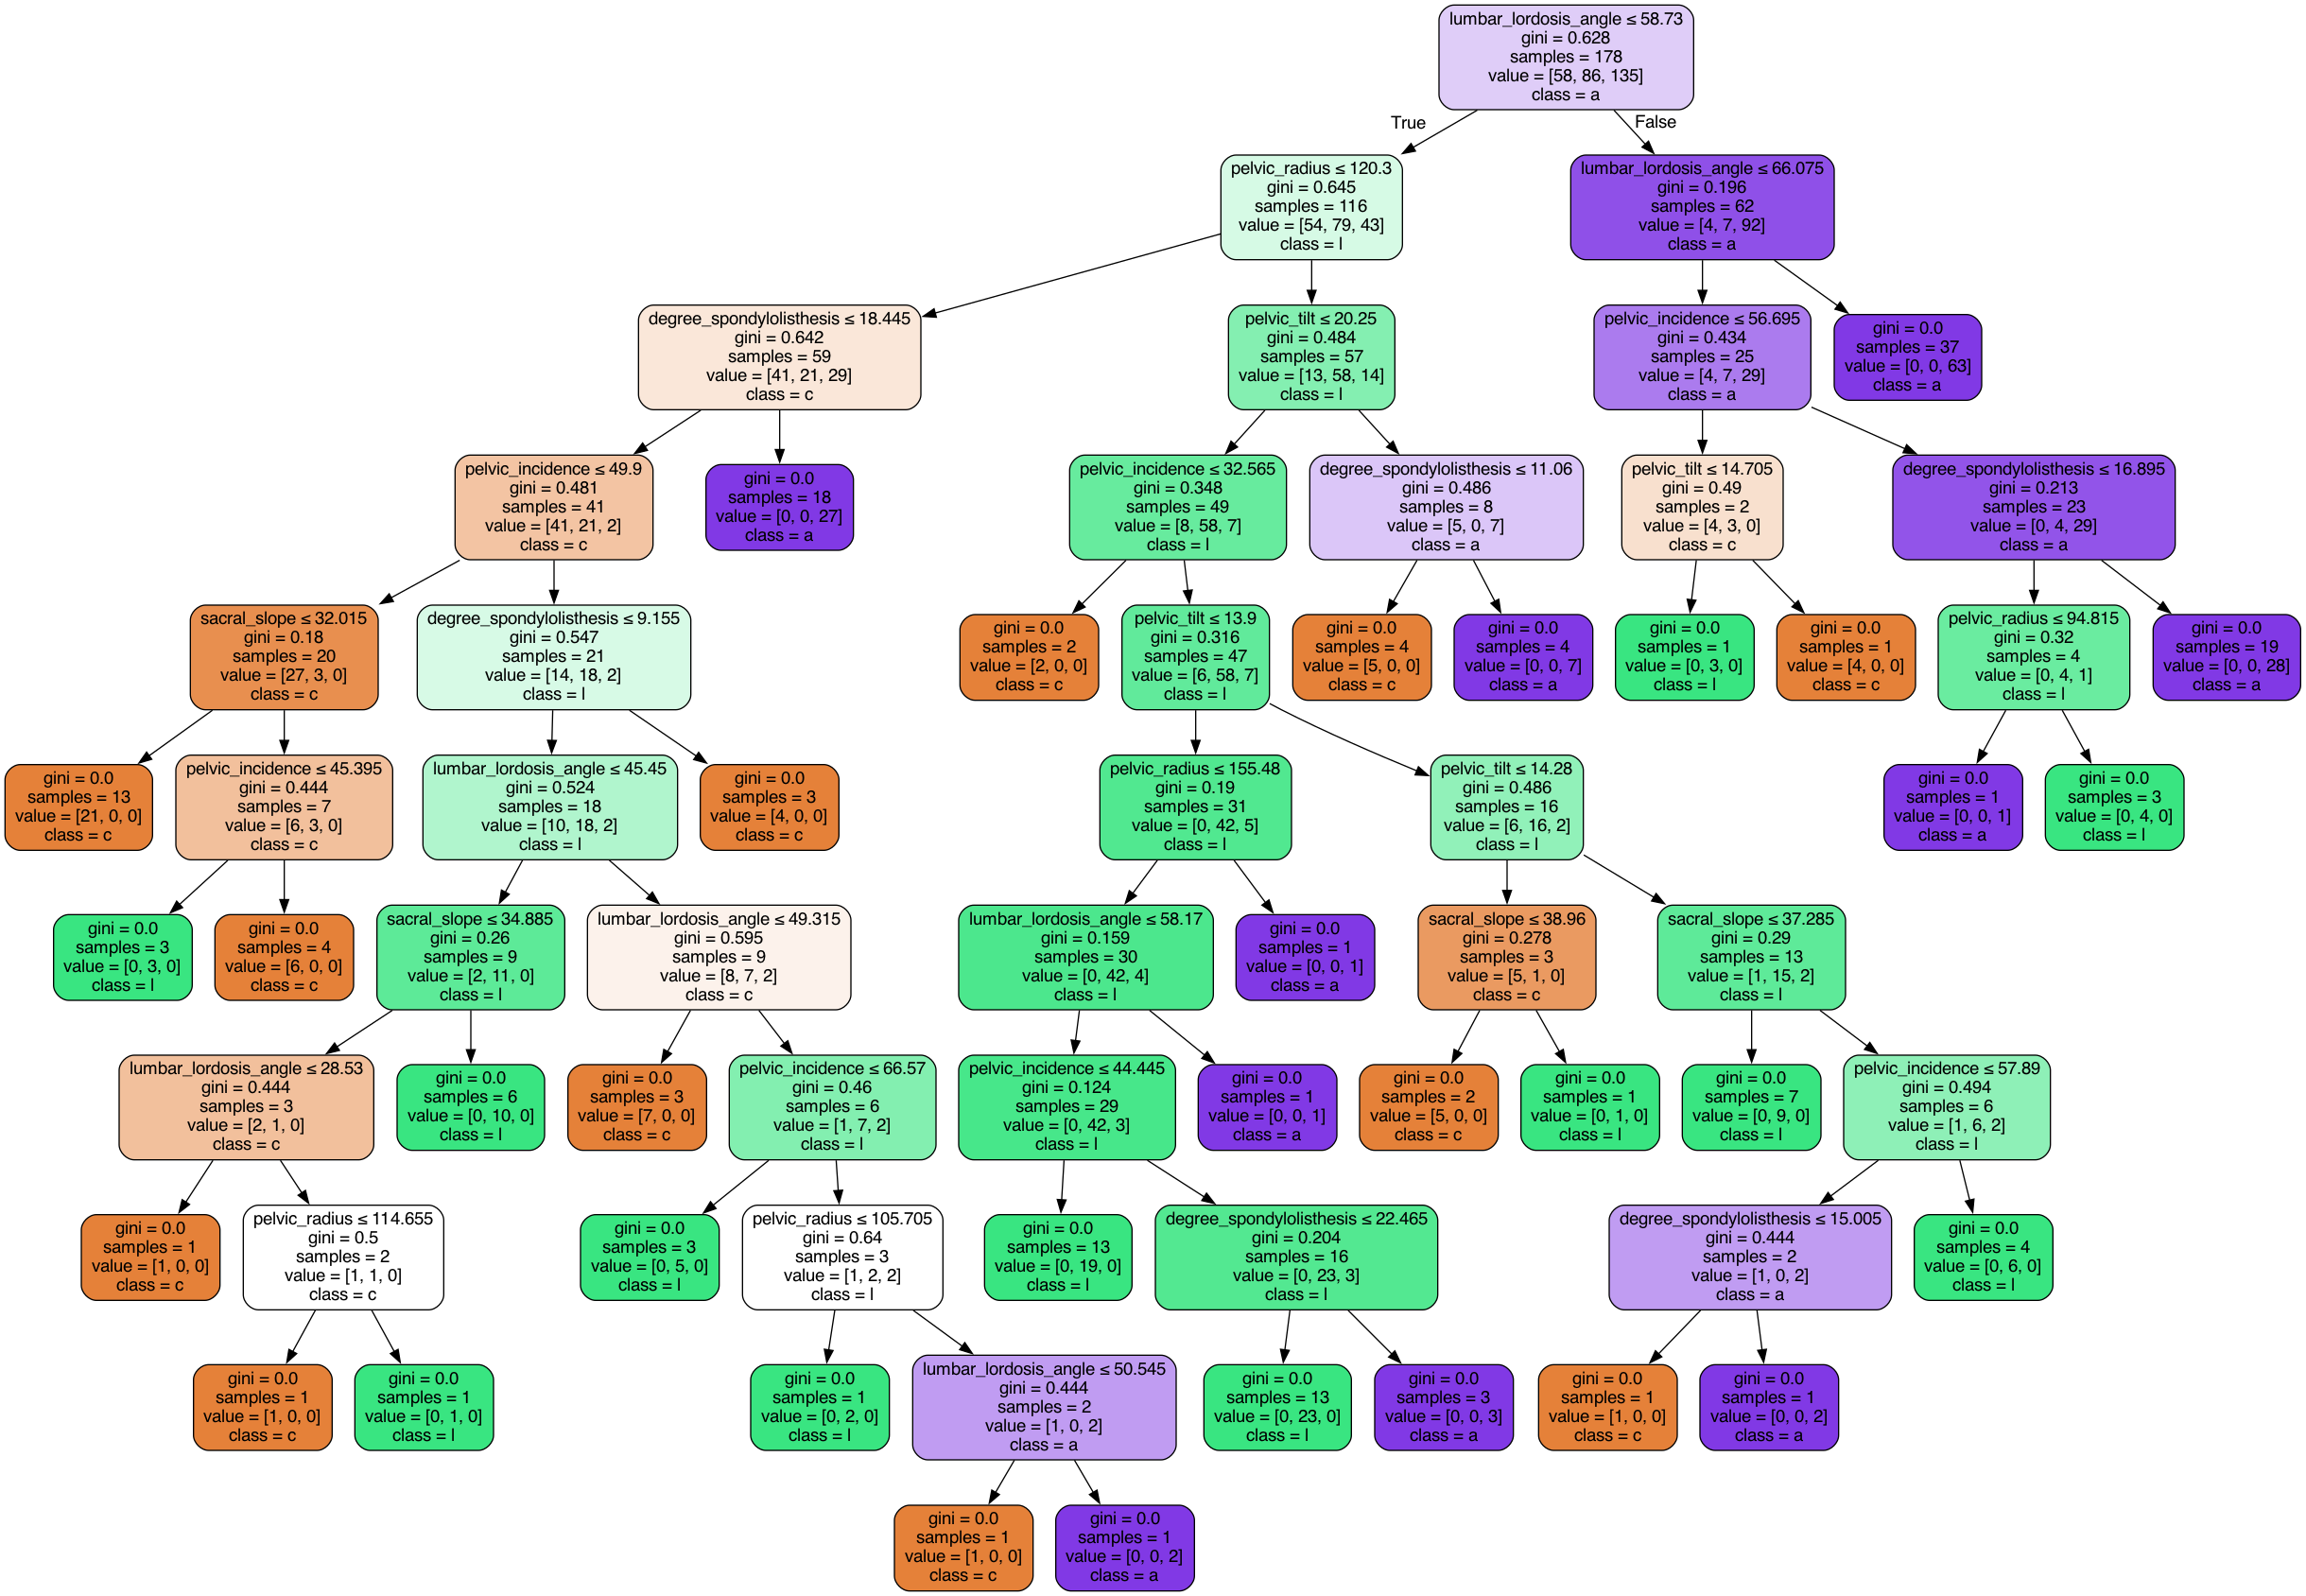 lumbar_lordosis_angle ≤ 58.73
gini = 0.628
samples = 178
value = [58, 86, 135]
class = a
True
False
pelvic_radius ≤ 120.3
gini = 0.645
samples = 116
value = [54, 79, 43]
class = l
lumbar_lordosis_angle ≤ 66.075
gini = 0.196
samples = 62
value = [4, 7, 92]
class = a
degree_spondylolisthesis ≤ 18.445
gini = 0.642
samples = 59
value = [41, 21, 29]
class = c
pelvic_tilt ≤ 20.25
gini = 0.484
samples = 57
value = [13, 58, 14]
class = l
pelvic_incidence ≤ 56.695
gini = 0.434
samples = 25
value = [4, 7, 29]
class = a
gini = 0.0
samples = 37
value = [0, 0, 63]
class = a
pelvic_incidence ≤ 49.9
gini = 0.481
samples = 41
value = [41, 21, 2]
class = c
gini = 0.0
samples = 18
value = [0, 0, 27]
class = a
pelvic_incidence ≤ 32.565
gini = 0.348
samples = 49
value = [8, 58, 7]
class = l
degree_spondylolisthesis ≤ 11.06
gini = 0.486
samples = 8
value = [5, 0, 7]
class = a
pelvic_tilt ≤ 14.705
gini = 0.49
samples = 2
value = [4, 3, 0]
class = c
degree_spondylolisthesis ≤ 16.895
gini = 0.213
samples = 23
value = [0, 4, 29]
class = a
sacral_slope ≤ 32.015
gini = 0.18
samples = 20
value = [27, 3, 0]
class = c
degree_spondylolisthesis ≤ 9.155
gini = 0.547
samples = 21
value = [14, 18, 2]
class = l
gini = 0.0
samples = 2
value = [2, 0, 0]
class = c
pelvic_tilt ≤ 13.9
gini = 0.316
samples = 47
value = [6, 58, 7]
class = l
gini = 0.0
samples = 4
value = [5, 0, 0]
class = c
gini = 0.0
samples = 4
value = [0, 0, 7]
class = a
gini = 0.0
samples = 1
value = [0, 3, 0]
class = l
gini = 0.0
samples = 1
value = [4, 0, 0]
class = c
pelvic_radius ≤ 94.815
gini = 0.32
samples = 4
value = [0, 4, 1]
class = l
gini = 0.0
samples = 19
value = [0, 0, 28]
class = a
gini = 0.0
samples = 13
value = [21, 0, 0]
class = c
pelvic_incidence ≤ 45.395
gini = 0.444
samples = 7
value = [6, 3, 0]
class = c
lumbar_lordosis_angle ≤ 45.45
gini = 0.524
samples = 18
value = [10, 18, 2]
class = l
gini = 0.0
samples = 3
value = [4, 0, 0]
class = c
pelvic_radius ≤ 155.48
gini = 0.19
samples = 31
value = [0, 42, 5]
class = l
pelvic_tilt ≤ 14.28
gini = 0.486
samples = 16
value = [6, 16, 2]
class = l
gini = 0.0
samples = 1
value = [0, 0, 1]
class = a
gini = 0.0
samples = 3
value = [0, 4, 0]
class = l
gini = 0.0
samples = 3
value = [0, 3, 0]
class = l
gini = 0.0
samples = 4
value = [6, 0, 0]
class = c
sacral_slope ≤ 34.885
gini = 0.26
samples = 9
value = [2, 11, 0]
class = l
lumbar_lordosis_angle ≤ 49.315
gini = 0.595
samples = 9
value = [8, 7, 2]
class = c
lumbar_lordosis_angle ≤ 58.17
gini = 0.159
samples = 30
value = [0, 42, 4]
class = l
gini = 0.0
samples = 1
value = [0, 0, 1]
class = a
sacral_slope ≤ 38.96
gini = 0.278
samples = 3
value = [5, 1, 0]
class = c
sacral_slope ≤ 37.285
gini = 0.29
samples = 13
value = [1, 15, 2]
class = l
lumbar_lordosis_angle ≤ 28.53
gini = 0.444
samples = 3
value = [2, 1, 0]
class = c
gini = 0.0
samples = 6
value = [0, 10, 0]
class = l
gini = 0.0
samples = 3
value = [7, 0, 0]
class = c
pelvic_incidence ≤ 66.57
gini = 0.46
samples = 6
value = [1, 7, 2]
class = l
pelvic_incidence ≤ 44.445
gini = 0.124
samples = 29
value = [0, 42, 3]
class = l
gini = 0.0
samples = 1
value = [0, 0, 1]
class = a
gini = 0.0
samples = 2
value = [5, 0, 0]
class = c
gini = 0.0
samples = 1
value = [0, 1, 0]
class = l
gini = 0.0
samples = 7
value = [0, 9, 0]
class = l
pelvic_incidence ≤ 57.89
gini = 0.494
samples = 6
value = [1, 6, 2]
class = l
gini = 0.0
samples = 1
value = [1, 0, 0]
class = c
pelvic_radius ≤ 114.655
gini = 0.5
samples = 2
value = [1, 1, 0]
class = c
gini = 0.0
samples = 3
value = [0, 5, 0]
class = l
pelvic_radius ≤ 105.705
gini = 0.64
samples = 3
value = [1, 2, 2]
class = l
gini = 0.0
samples = 13
value = [0, 19, 0]
class = l
degree_spondylolisthesis ≤ 22.465
gini = 0.204
samples = 16
value = [0, 23, 3]
class = l
degree_spondylolisthesis ≤ 15.005
gini = 0.444
samples = 2
value = [1, 0, 2]
class = a
gini = 0.0
samples = 4
value = [0, 6, 0]
class = l
gini = 0.0
samples = 1
value = [1, 0, 0]
class = c
gini = 0.0
samples = 1
value = [0, 1, 0]
class = l
gini = 0.0
samples = 1
value = [0, 2, 0]
class = l
lumbar_lordosis_angle ≤ 50.545
gini = 0.444
samples = 2
value = [1, 0, 2]
class = a
gini = 0.0
samples = 13
value = [0, 23, 0]
class = l
gini = 0.0
samples = 3
value = [0, 0, 3]
class = a
gini = 0.0
samples = 1
value = [1, 0, 0]
class = c
gini = 0.0
samples = 1
value = [0, 0, 2]
class = a
gini = 0.0
samples = 1
value = [1, 0, 0]
class = c
gini = 0.0
samples = 1
value = [0, 0, 2]
class = a